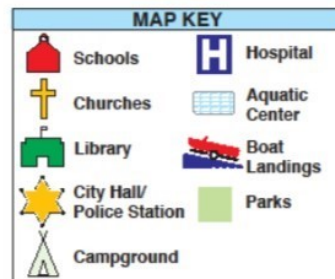 MAP KEY
Schools
Churches
Library
City Hall/
Police Station
Campground
H
Hospital
Aquatic
Center
Boat
Landings
Parks